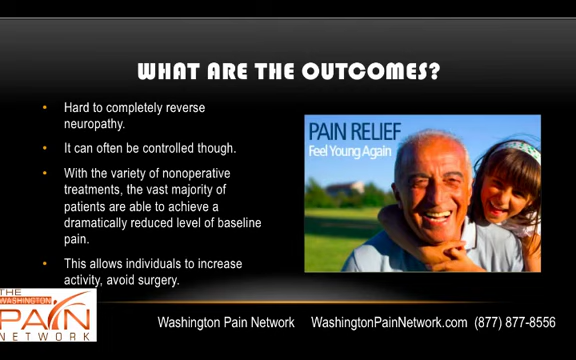 WHAT ARE THE OUTCOMES?
Hard to completely reverse
neuropathy.
It can often be controlled though.
With the variety of nonoperative
treatments, the vast majority of
patients are able to achieve a
dramatically reduced level of baseline
pain.
This allows individuals to increase
activity, avoid surgery.
PAIN RELIEF
Feel Young Again
THE
WASHINGTON
PAIN
NETWORK
Washington Pain Network WashingtonPainNetwork.com (877) 877-8556